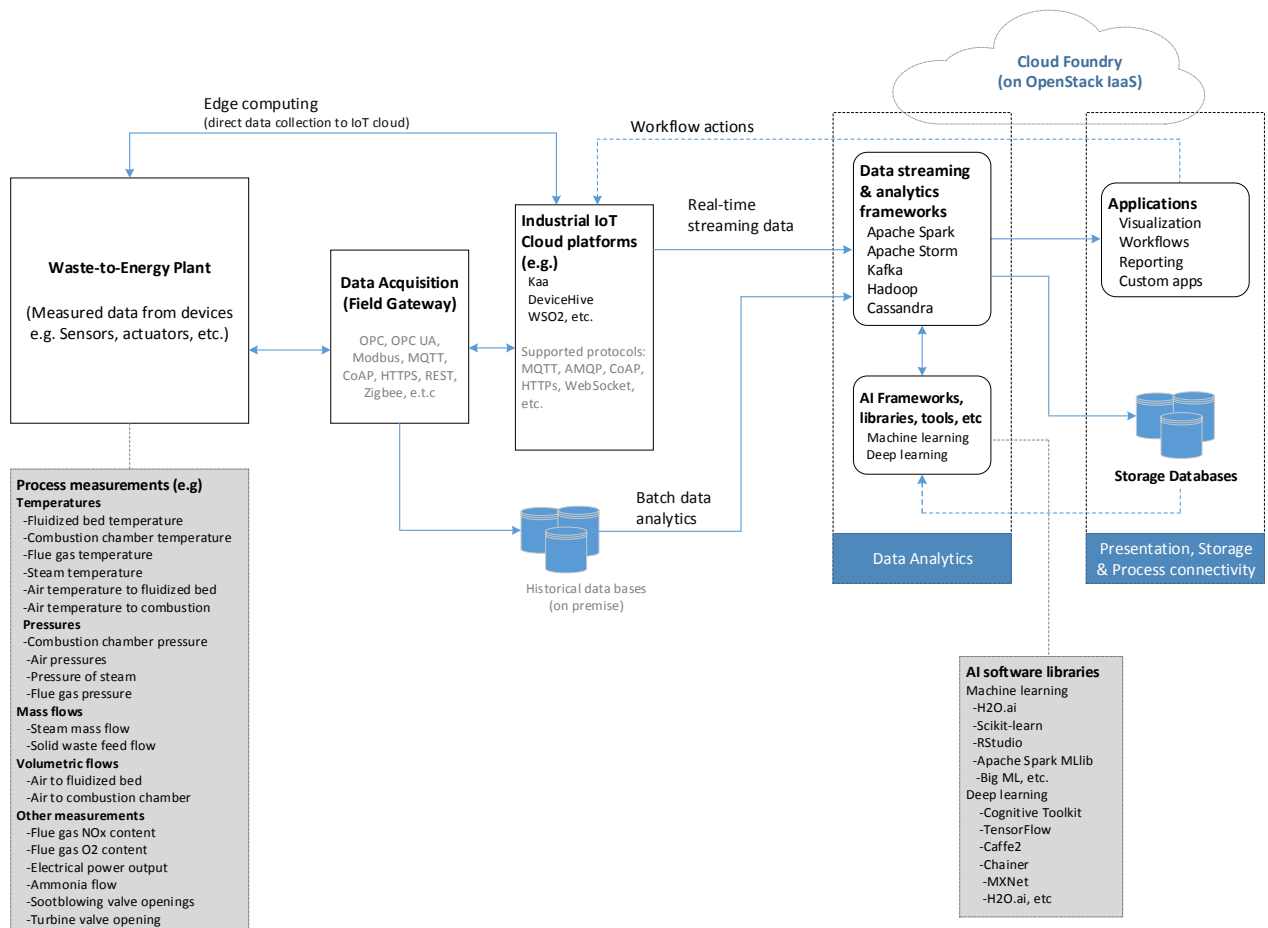 Cloud Foundry
(on OpenStack IaaS)
Edge computing
(direct data collection to IoT cloud)
Workflow actions
Waste-to-Energy Plant
(Measured data from devices
e.g. Sensors, actuators, etc.)
Data Acquisition
(Field Gateway)
OPC, OPC UA,
Modbus, MQTT,
CoAP, HTTPS, REST,
Zigbee, e.t.c
Industrial IoT
Cloud platforms
(e.g.)
Kaa
DeviceHive
WSO2, etc.
Supported protocols:
MQTT, AMQP, CoAP,
HTTPs, WebSocket,
etc.
Real-time
streaming data
Data streaming
& analytics
frameworks
Apache Spark
Apache Storm
Kafka
Hadoop
Cassandra
Applications
Visualization
Workflows
Reporting
Custom apps
AI Frameworks,
libraries, tools, etc
Machine learning
Deep learning
Storage Databases
Batch data
analytics
Historical data bases
(on premise)
Data Analytics
Presentation, Storage
& Process connectivity
Process measurements (e.g)
Temperatures
-Fluidized bed temperature
-Combustion chamber temperature
-Flue gas temperature
-Steam temperature
-Air temperature to fluidized bed
-Air temperature to combustion
Pressures
-Combustion chamber pressure
-Air pressures
-Pressure of steam
-Flue gas pressure
Mass flows
-Steam mass flow
-Solid waste feed flow
Volumetric flows
-Air to fluidized bed
-Air to combustion chamber
Other measurements
-Flue gas NOx content
-Flue gas O2 content
-Electrical power output
-Ammonia flow
-Sootblowing valve openings
-Turbine valve opening
AI software libraries
Machine learning
-H2O.ai
-Scikit-learn
-RStudio
-Apache Spark MLlib
-Big ML, etc.
Deep learning
-Cognitive Toolkit
-TensorFlow
-Caffe2
-Chainer
-MXNet
-H2O.ai, etc